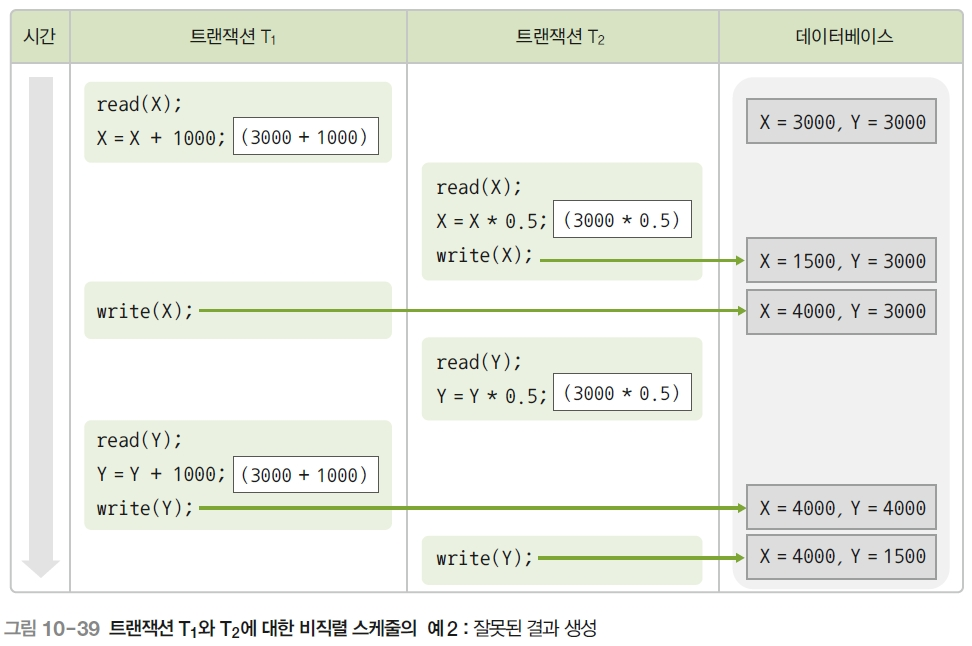 시간 트랜잭션 T1 트랜잭션 T2 데이터베이스
read(X);
X = X + 1000; (3000 + 1000)
X = 3000, Y = 3000
read(X);
X = X * 0.5; (3000 * 0.5)
write(X);
X = 1500, Y = 3000
write(X);
X = 4000, Y = 3000
read(Y);
Y = Y * 0.5; (3000 * 0.5)
read(Y);
Y = Y + 1000; (3000 + 1000)
write(Y);
X = 4000, Y = 4000
write(Y);
X = 4000, Y = 1500
그림 10-39 트랜잭션 T1와 T2에 대한 비직렬 스케줄의 예 2 : 잘못된 결과 생성